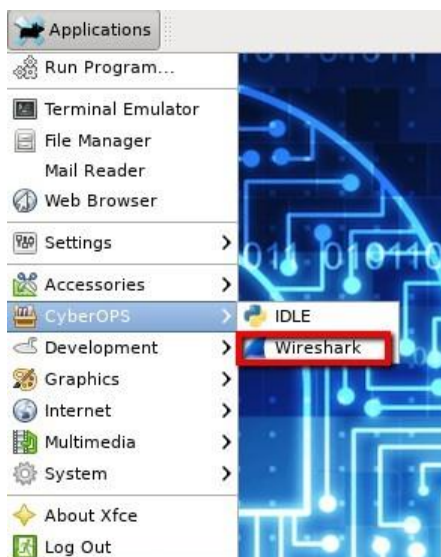 Applications
Run Program...
Terminal Emulator
File Manager
Mail Reader
Web Browser
Settings
Accessories
CyberOPS
IDLE
Development
Wireshark
Graphics
Internet
Multimedia
System
About Xfce
Log Out